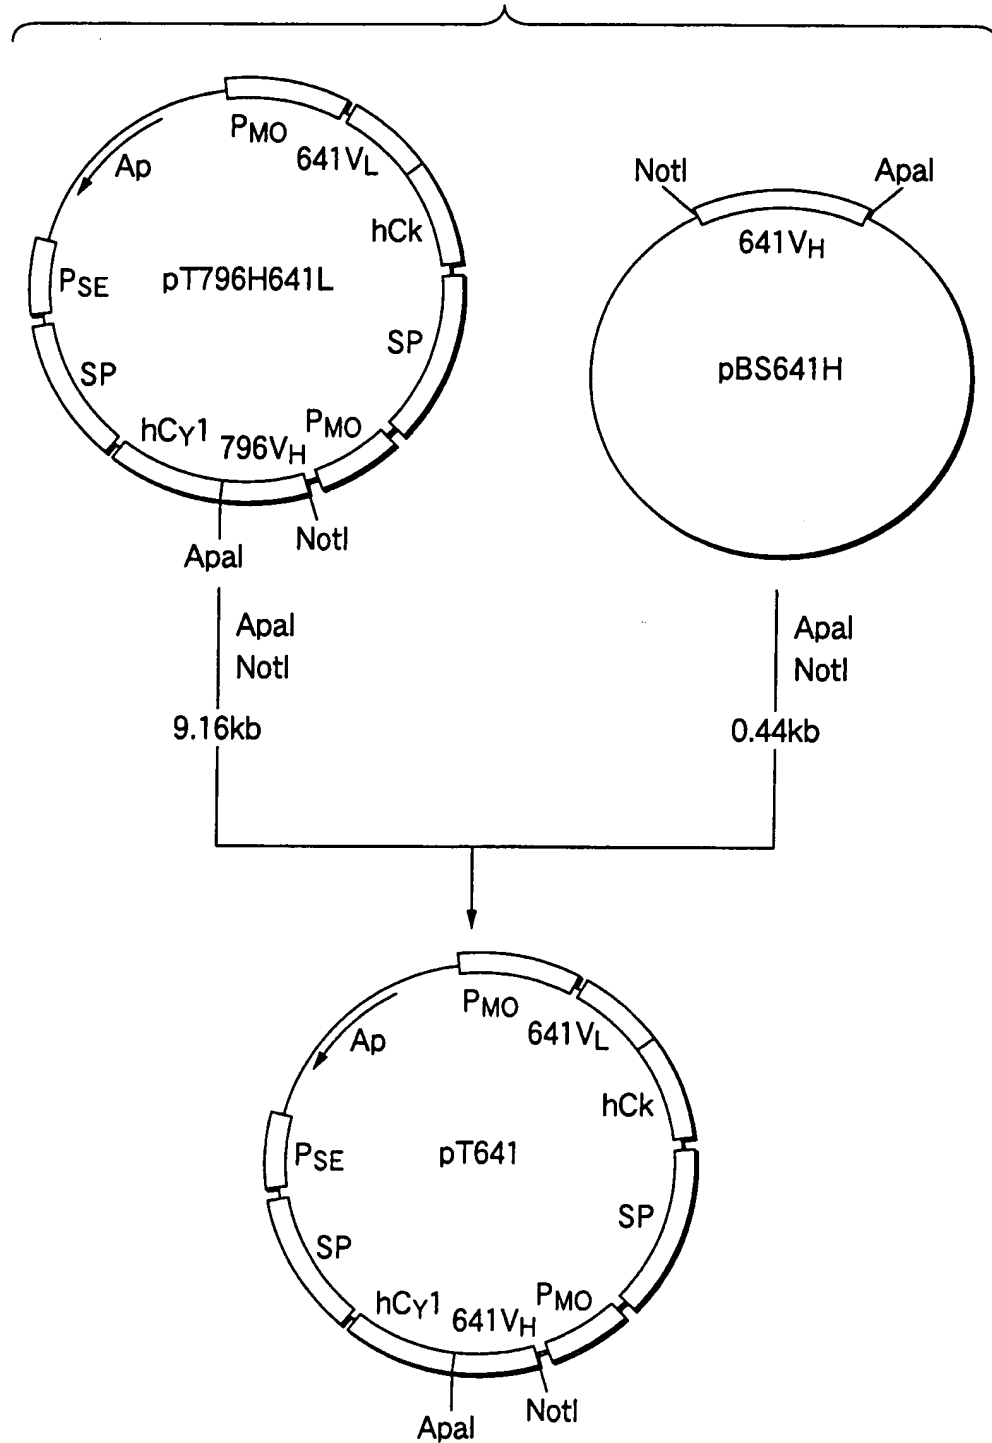 PMO
641VL
Ap
hCk
PSE
pT796H641L
SP
SP
PMO
hCγ1
796VH
NotI
ApaI
NotI
ApaI
641VH
pBS641H
ApaI
NotI
9.16kb
ApaI
NotI
0.44kb
PMO
641VL
Ap
hCk
PSE
pT641
SP
SP
PMO
hCγ1
641VH
NotI
ApaI